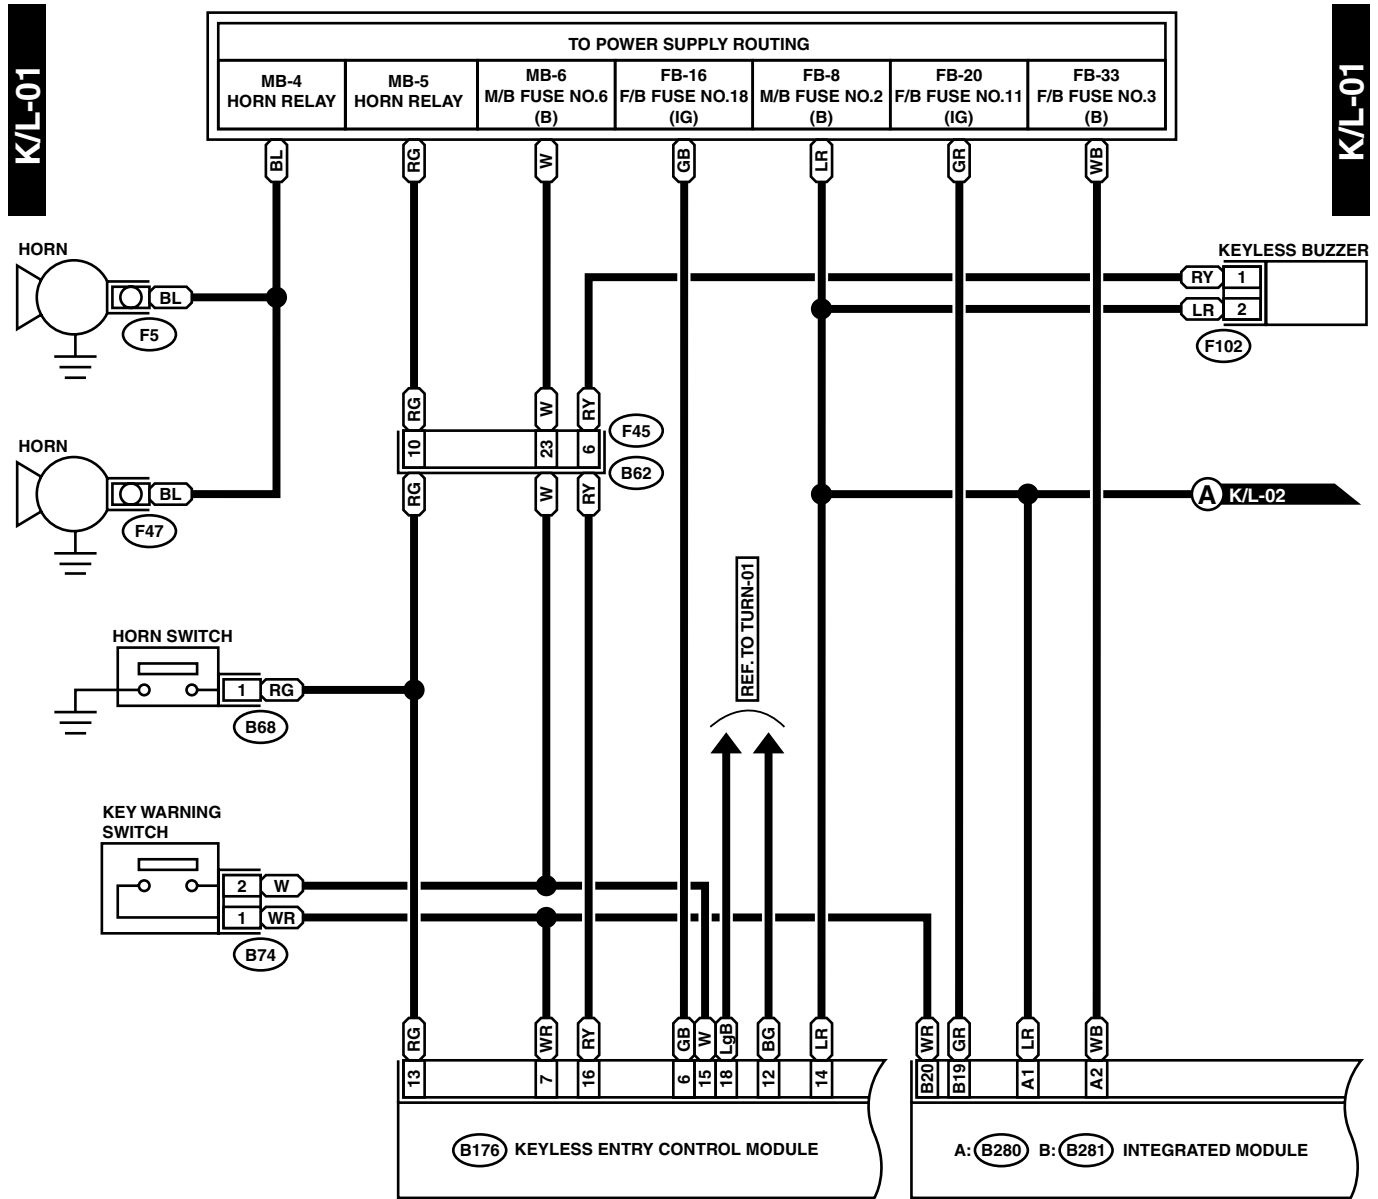 K/L-01
K/L-01
TO POWER SUPPLY ROUTING
MB-4
HORN RELAY
MB-5
HORN RELAY
MB-6
M/B FUSE NO.6
(B)
FB-16
F/B FUSE NO.18
(IG)
FB-8
M/B FUSE NO.2
(B)
FB-20
F/B FUSE NO.11
(IG)
FB-33
F/B FUSE NO.3
(B)
BL
RG
W
GB
LR
GR
WB
HORN
BL
F5
KEYLESS BUZZER
RY 1
LR 2
F102
RG
W
RY
F45
10
23
6
B62
RG
W
RY
HORN
BL
F47
A K/L-02
REF. TO TURN-01
HORN SWITCH
1 RG
B68
KEY WARNING
SWITCH
2 W
1 WR
B74
RG
WR
RY
GB
W
LgB
BG
LR
WR
GR
LR
WB
13
7
16
6
15
18
12
14
B20
B19
A1
A2
B176 KEYLESS ENTRY CONTROL MODULE
A: B280 B: B281 INTEGRATED MODULE